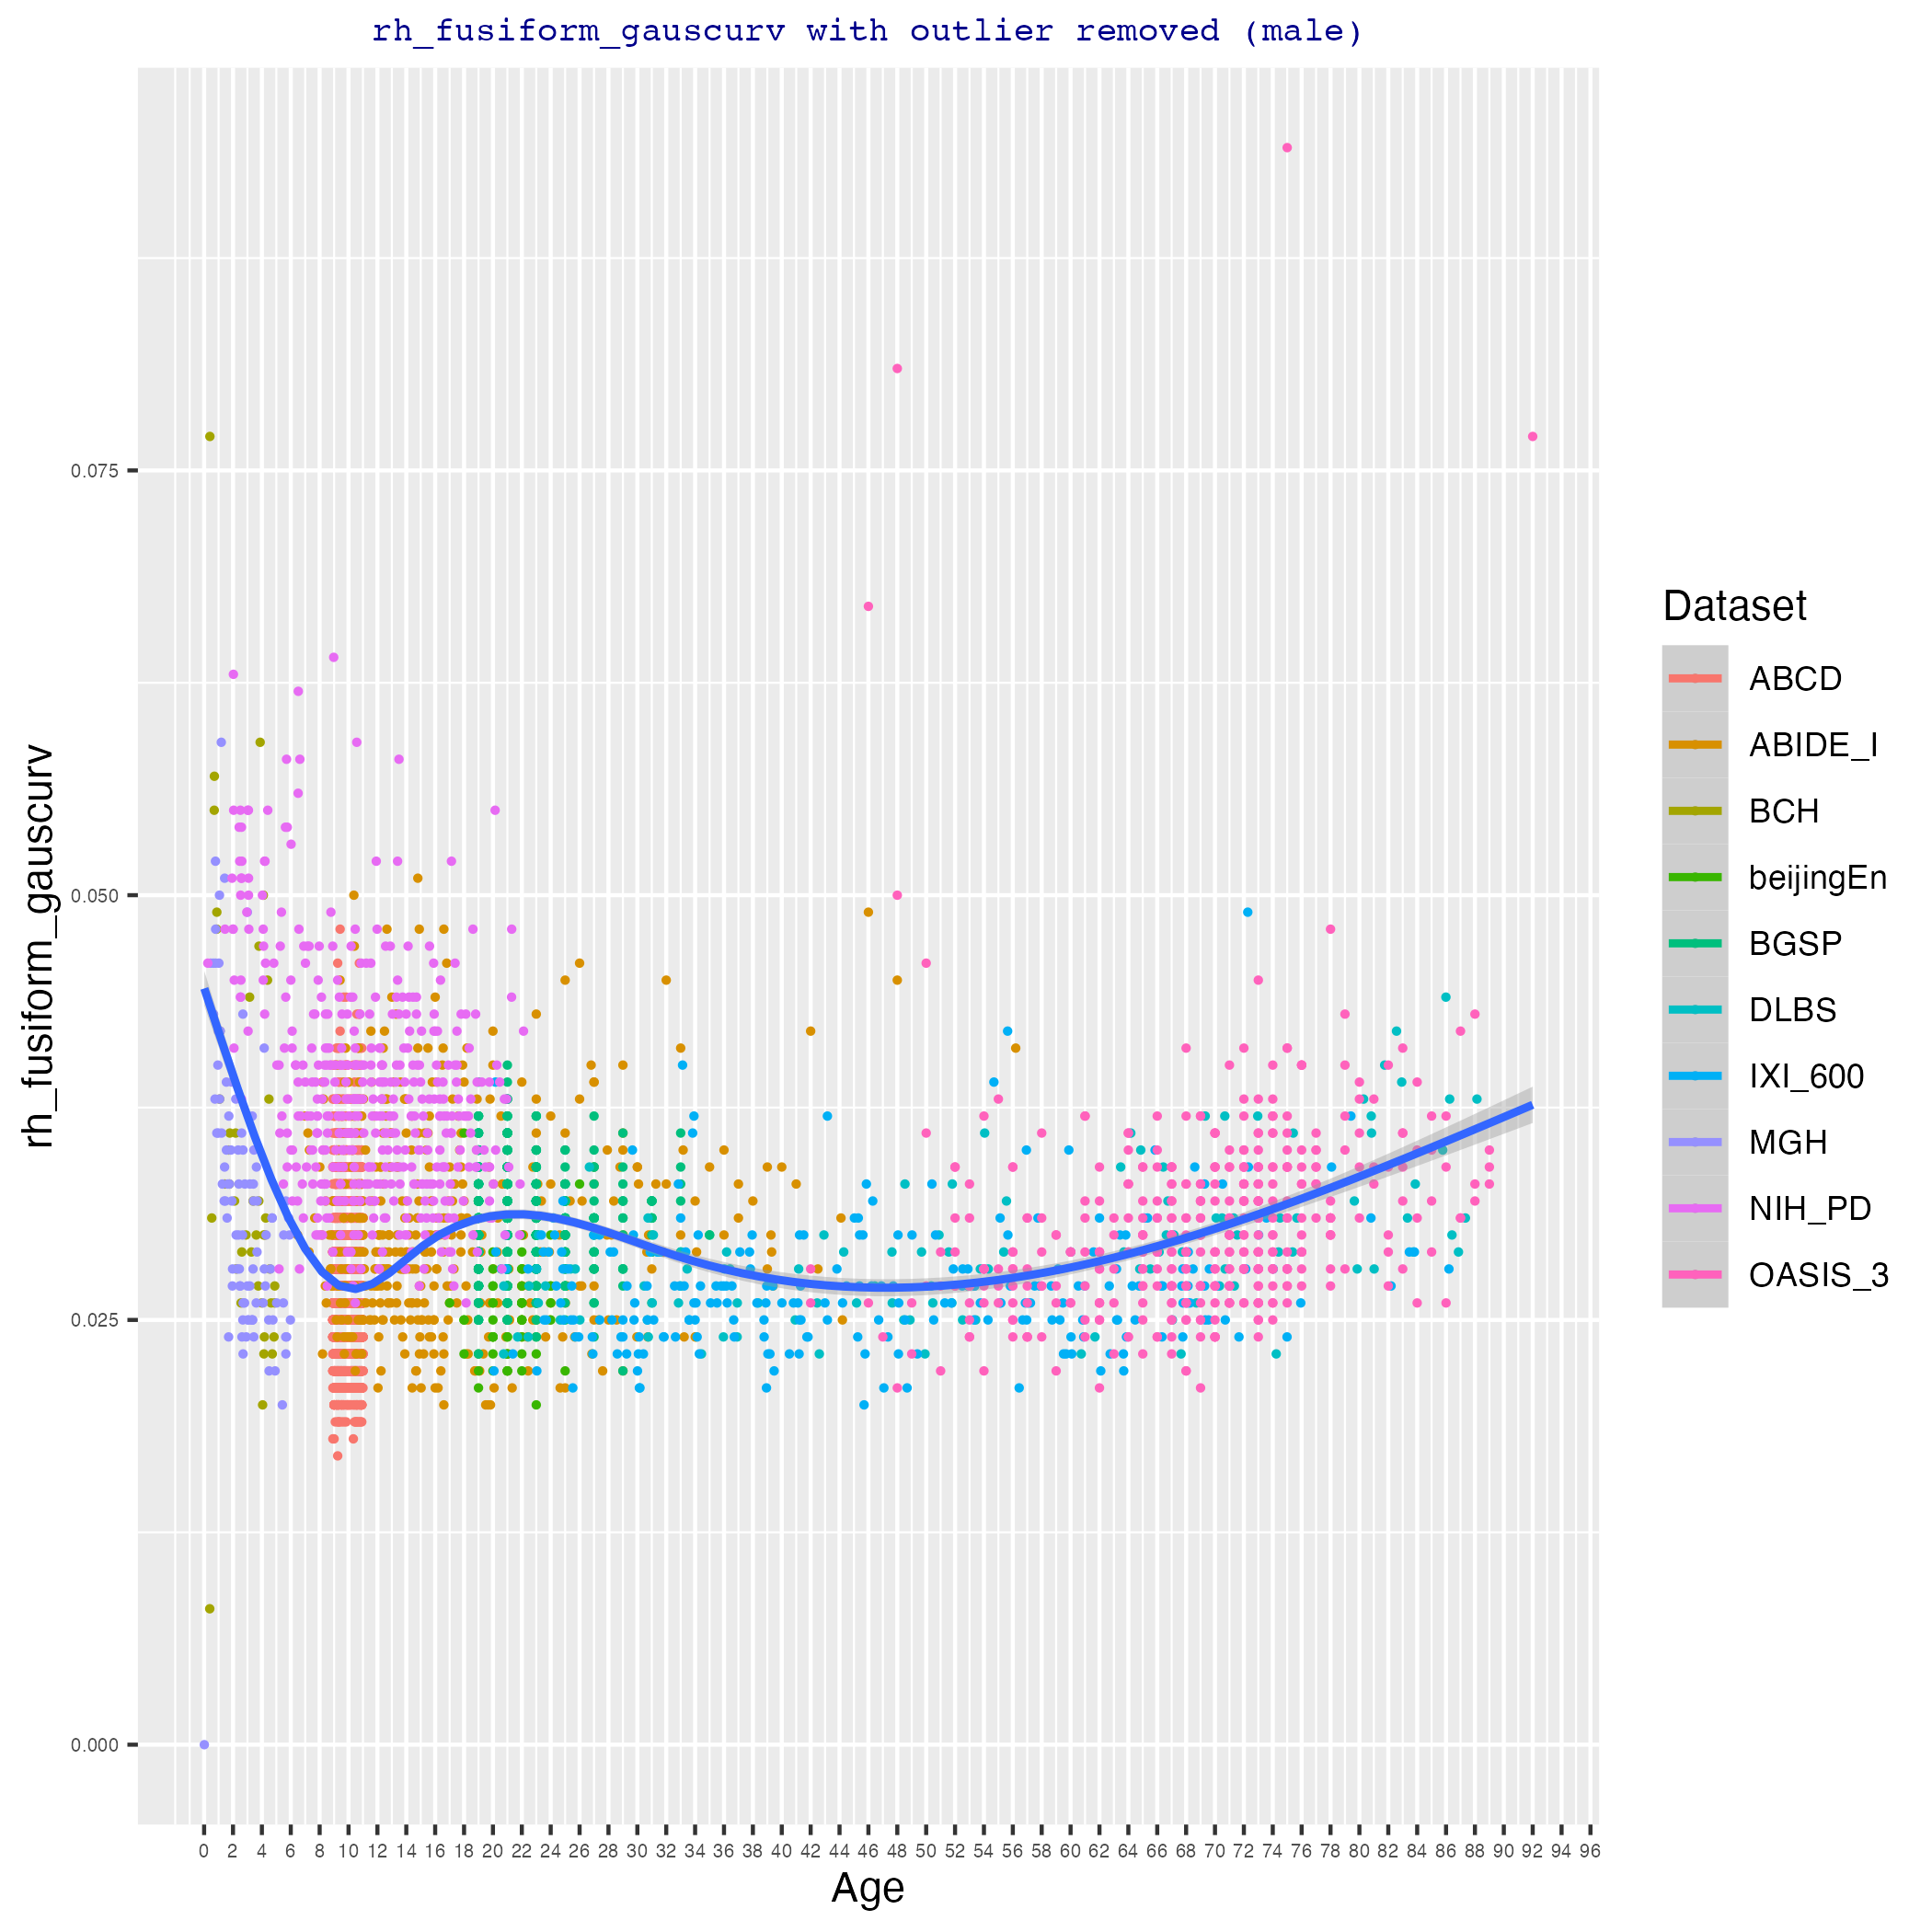 rh_fusiform_gauscurv with outlier removed (male)
rh_fusiform_gauscurv
0.075
0.050
0.025
0.000
0 2 4 6 8 10 12 14 16 18 20 22 24 26 28 30 32 34 36 38 40 42 44 46 48 50 52 54 56 58 60 62 64 66 68 70 72 74 76 78 80 82 84 86 88 90 92 94 96
Age
Dataset
ABCD
ABIDE_I
BCH
beijingEn
BGSP
DLBS
IXI_600
MGH
NIH_PD
OASIS_3